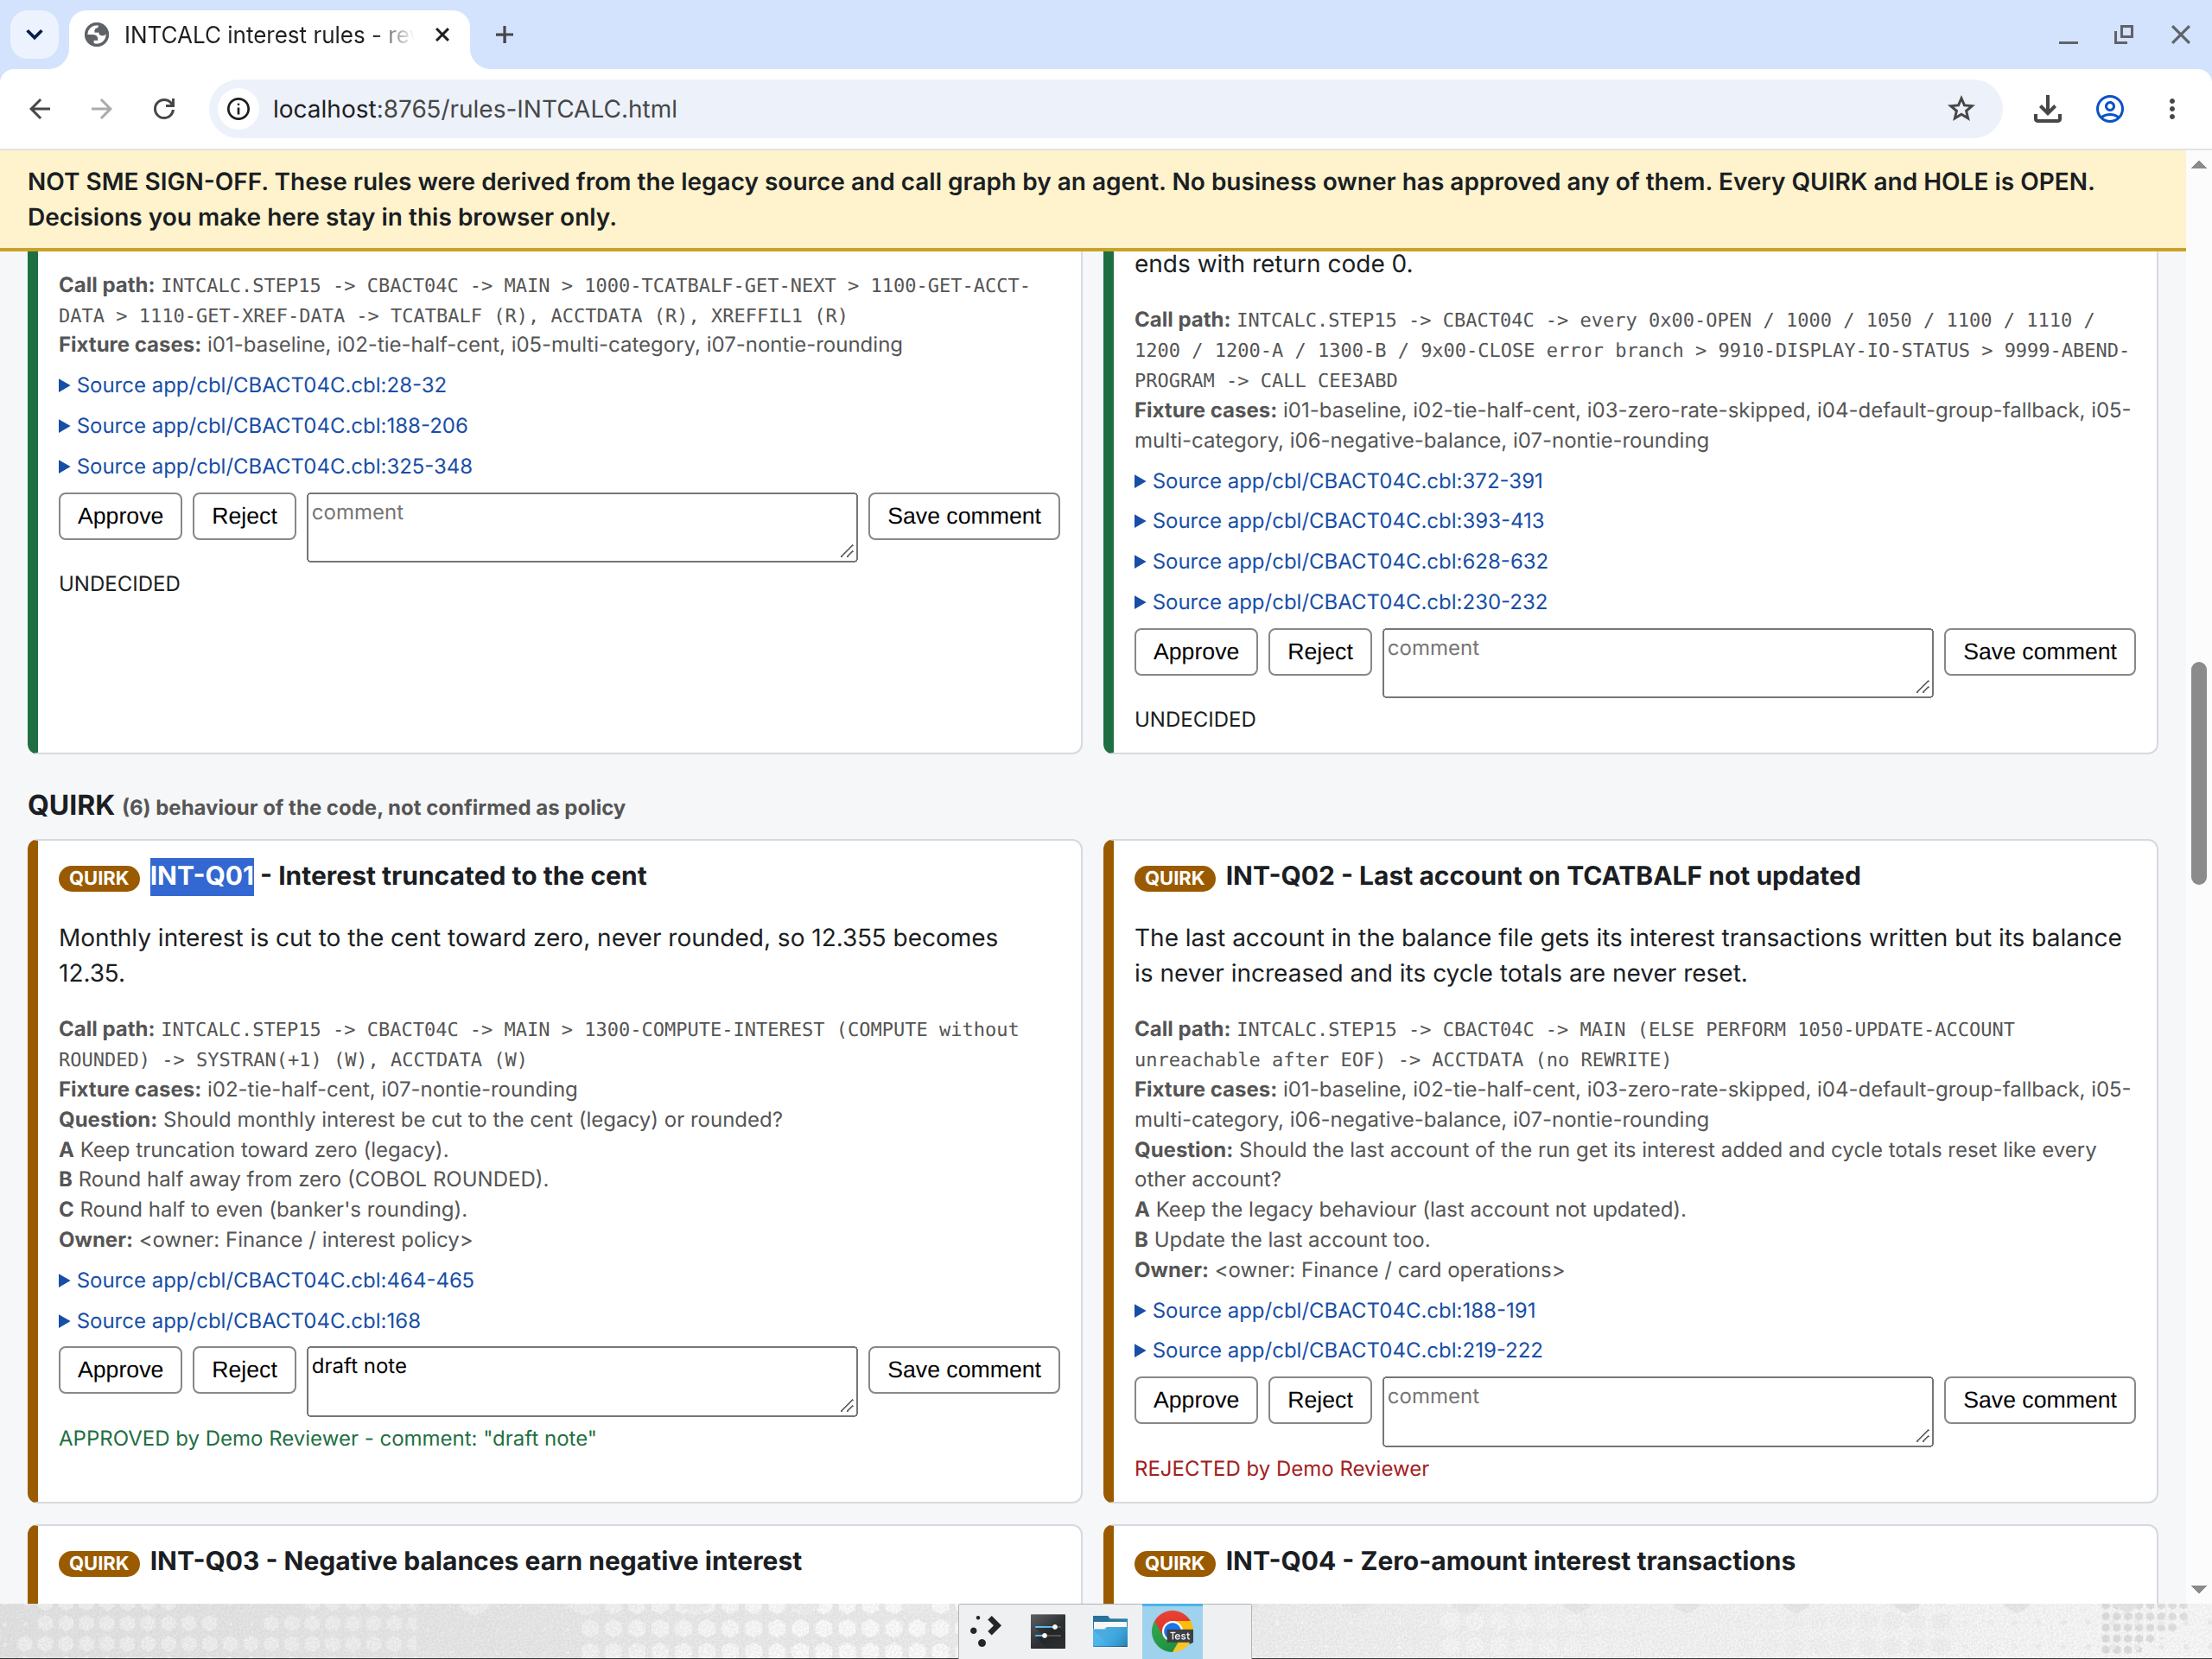 INTCALC interest rules - re
localhost:8765/rules-INTCALC.html
NOT SME SIGN-OFF. These rules were derived from the legacy source and call graph by an agent. No business owner has approved any of them. Every QUIRK and HOLE is OPEN.
Decisions you make here stay in this browser only.
Call path: INTCALC.STEP15 -> CBACT04C -> MAIN > 1000-TCATBALF-GET-NEXT > 1100-GET-ACCT-
DATA > 1110-GET-XREF-DATA -> TCATBALF (R), ACCTDATA (R), XREFFIL1 (R)
Fixture cases: i01-baseline, i02-tie-half-cent, i05-multi-category, i07-nontie-rounding
Source app/cbl/CBACT04C.cbl:28-32
Source app/cbl/CBACT04C.cbl:188-206
Source app/cbl/CBACT04C.cbl:325-348
Approve
Reject
comment
Save comment
UNDECIDED
ends with return code 0.
Call path: INTCALC.STEP15 -> CBACT04C -> every 0x00-OPEN / 1000 / 1050 / 1100 / 1110 /
1200 / 1200-A / 1300-B / 9x00-CLOSE error branch > 9910-DISPLAY-IO-STATUS > 9999-ABEND-
PROGRAM -> CALL CEE3ABD
Fixture cases: i01-baseline, i02-tie-half-cent, i03-zero-rate-skipped, i04-default-group-fallback, i05-
multi-category, i06-negative-balance, i07-nontie-rounding
Source app/cbl/CBACT04C.cbl:372-391
Source app/cbl/CBACT04C.cbl:393-413
Source app/cbl/CBACT04C.cbl:628-632
Source app/cbl/CBACT04C.cbl:230-232
Approve
Reject
comment
Save comment
UNDECIDED
QUIRK (6) behaviour of the code, not confirmed as policy
QUIRK INT-Q01 - Interest truncated to the cent
Monthly interest is cut to the cent toward zero, never rounded, so 12.355 becomes
12.35.
Call path: INTCALC.STEP15 -> CBACT04C -> MAIN > 1300-COMPUTE-INTEREST (COMPUTE without
ROUNDED) -> SYSTRAN(+1) (W), ACCTDATA (W)
Fixture cases: i02-tie-half-cent, i07-nontie-rounding
Question: Should monthly interest be cut to the cent (legacy) or rounded?
A Keep truncation toward zero (legacy).
B Round half away from zero (COBOL ROUNDED).
C Round half to even (banker's rounding).
Owner: <owner: Finance / interest policy>
Source app/cbl/CBACT04C.cbl:464-465
Source app/cbl/CBACT04C.cbl:168
Approve
Reject
draft note
Save comment
APPROVED by Demo Reviewer - comment: "draft note"
QUIRK INT-Q02 - Last account on TCATBALF not updated
The last account in the balance file gets its interest transactions written but its balance
is never increased and its cycle totals are never reset.
Call path: INTCALC.STEP15 -> CBACT04C -> MAIN (ELSE PERFORM 1050-UPDATE-ACCOUNT
unreachable after EOF) -> ACCTDATA (no REWRITE)
Fixture cases: i01-baseline, i02-tie-half-cent, i03-zero-rate-skipped, i04-default-group-fallback, i05-
multi-category, i06-negative-balance, i07-nontie-rounding
Question: Should the last account of the run get its interest added and cycle totals reset like every
other account?
A Keep the legacy behaviour (last account not updated).
B Update the last account too.
Owner: <owner: Finance / card operations>
Source app/cbl/CBACT04C.cbl:188-191
Source app/cbl/CBACT04C.cbl:219-222
Approve
Reject
comment
Save comment
REJECTED by Demo Reviewer
QUIRK INT-Q03 - Negative balances earn negative interest
QUIRK INT-Q04 - Zero-amount interest transactions
Test